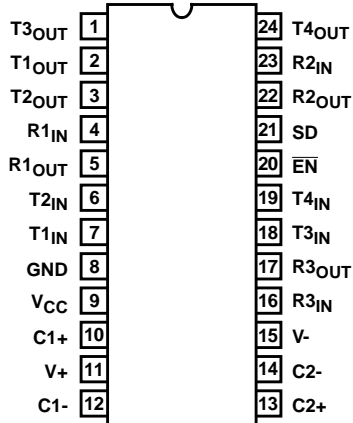 T3OUT 1 24 T4OUT
T1OUT 2 23 R2IN
T2OUT 3 22 R2OUT
R1IN 4 21 SD
R1OUT 5 20 EN
T2IN 6 19 T4IN
T1IN 7 18 T3IN
GND 8 17 R3OUT
VCC 9 16 R3IN
C1+ 10 15 V-
V+ 11 14 C2-
C1- 12 13 C2+